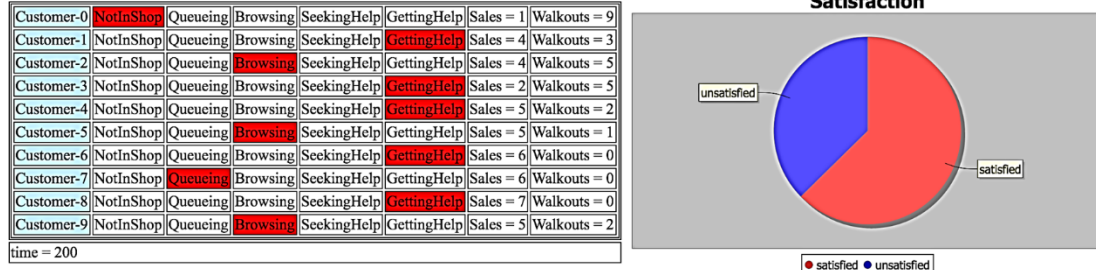 Customer-0 NotInShop Queueing Browsing SeekingHelp GettingHelp Sales = 1 Walkouts = 9
Customer-1 NotInShop Queueing Browsing SeekingHelp GettingHelp Sales = 4 Walkouts = 3
Customer-2 NotInShop Queueing Browsing SeekingHelp GettingHelp Sales = 4 Walkouts = 5
Customer-3 NotInShop Queueing Browsing SeekingHelp GettingHelp Sales = 2 Walkouts = 5
Customer-4 NotInShop Queueing Browsing SeekingHelp GettingHelp Sales = 5 Walkouts = 2
Customer-5 NotInShop Queueing Browsing SeekingHelp GettingHelp Sales = 5 Walkouts = 1
Customer-6 NotInShop Queueing Browsing SeekingHelp GettingHelp Sales = 6 Walkouts = 0
Customer-7 NotInShop Queueing Browsing SeekingHelp GettingHelp Sales = 6 Walkouts = 0
Customer-8 NotInShop Queueing Browsing SeekingHelp GettingHelp Sales = 7 Walkouts = 0
Customer-9 NotInShop Queueing Browsing SeekingHelp GettingHelp Sales = 5 Walkouts = 2
time = 200
Satisfaction
unsatisfied
satisfied
satisfied unsatisfied